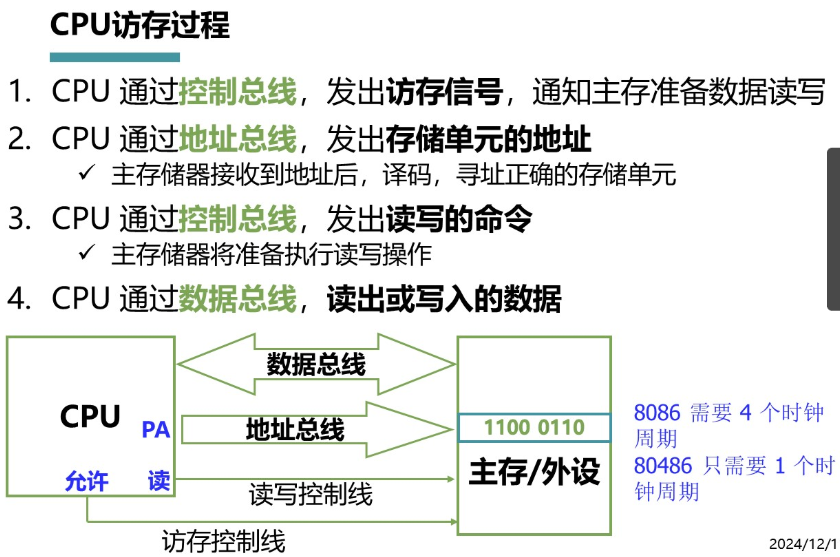 CPU访存过程
1. CPU 通过控制总线，发出访存信号，通知主存准备数据读写
2. CPU 通过地址总线，发出存储单元的地址
✓ 主存储器接收到地址后，译码，寻址正确的存储单元
3. CPU 通过控制总线，发出读写的命令
✓ 主存储器将准备执行读写操作
4. CPU 通过数据总线，读出或写入的数据
数据总线
CPU
PA
地址总线
1100 0110
8086 需要 4 个时钟
周期
80486 只需要 1 个时
钟周期
主存/外设
允许
读
读写控制线
访存控制线
2024/12/1